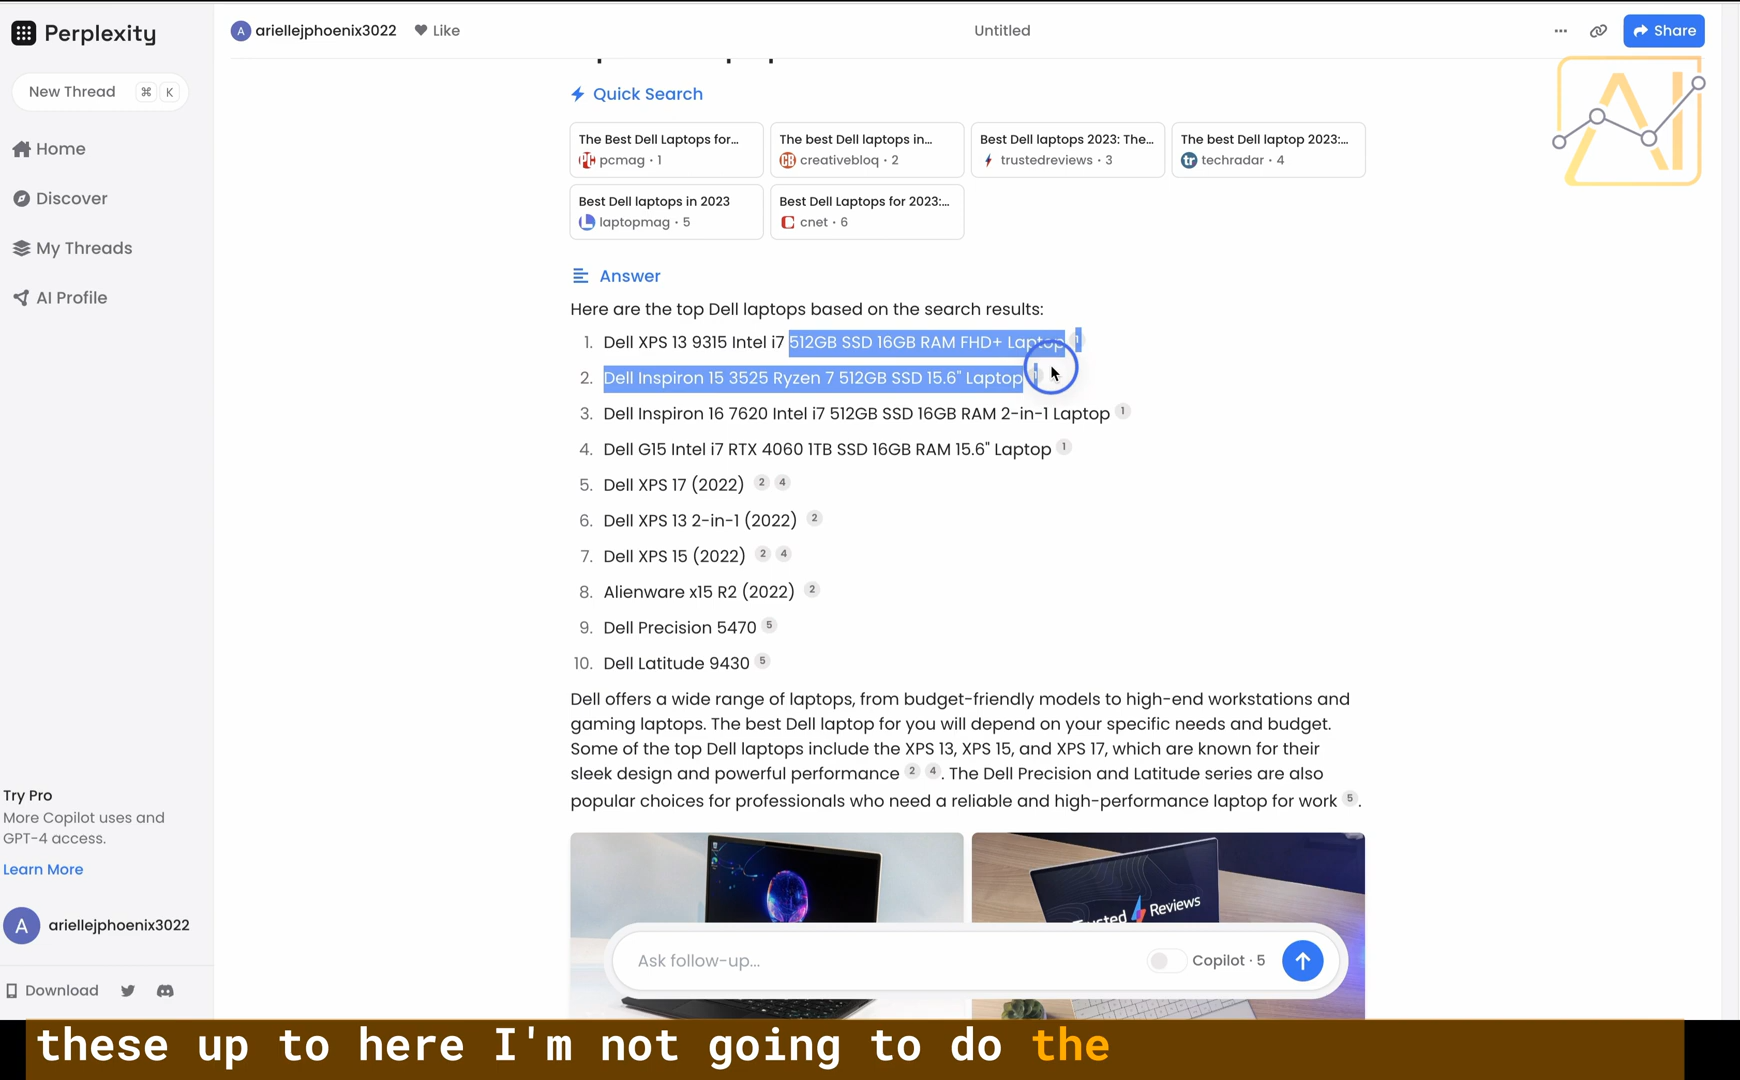 Perplexity
ariellejphoenix3022
Like
Untitled
Share
New Thread ⌘ K
Home
Discover
My Threads
AI Profile
Quick Search
The Best Dell Laptops for...
pcmag · 1
The best Dell laptops in...
creativebloq · 2
Best Dell laptops 2023: The...
trustedreviews · 3
The best Dell laptop 2023:...
techradar · 4
Best Dell laptops in 2023
laptopmag · 5
Best Dell Laptops for 2023:...
cnet · 6
AI
Answer
Here are the top Dell laptops based on the search results:
1. Dell XPS 13 9315 Intel i7 512GB SSD 16GB RAM FHD+ Laptop 1
2. Dell Inspiron 15 3525 Ryzen 7 512GB SSD 15.6" Laptop
3. Dell Inspiron 16 7620 Intel i7 512GB SSD 16GB RAM 2-in-1 Laptop 1
4. Dell G15 Intel i7 RTX 4060 1TB SSD 16GB RAM 15.6" Laptop 1
5. Dell XPS 17 (2022) 2 4
6. Dell XPS 13 2-in-1 (2022) 2
7. Dell XPS 15 (2022) 2 4
8. Alienware x15 R2 (2022) 2
9. Dell Precision 5470 5
10. Dell Latitude 9430 5
Dell offers a wide range of laptops, from budget-friendly models to high-end workstations and
gaming laptops. The best Dell laptop for you will depend on your specific needs and budget.
Some of the top Dell laptops include the XPS 13, XPS 15, and XPS 17, which are known for their
sleek design and powerful performance 2 4. The Dell Precision and Latitude series are also
popular choices for professionals who need a reliable and high-performance laptop for work 5.
Trusted Reviews
Ask follow-up...
Copilot · 5
Try Pro
More Copilot uses and
GPT-4 access.
Learn More
A ariellejphoenix3022
Download
these up to here I'm not going to do the